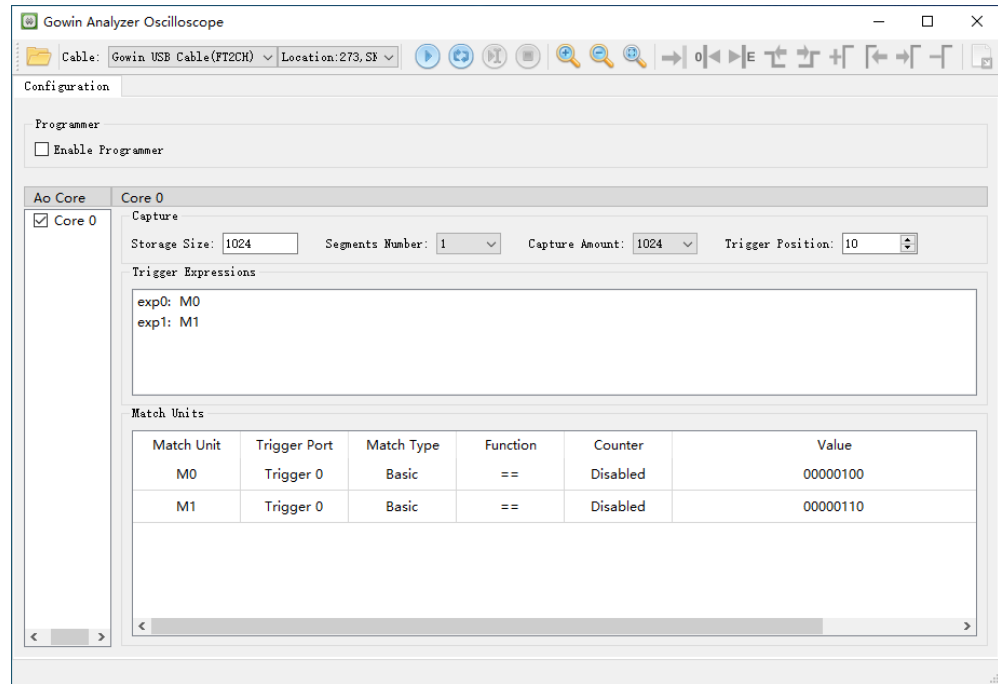 Gowin Analyzer Oscilloscope
Cable: Gowin USB Cable(FT2CH) Location:273,
Configuration
Programmer
Enable Programmer
Ao Core Core 0
Core 0
Capture
Storage Size: 1024 Segments Number: 1 Capture Amount: 1024 Trigger Position: 10
Trigger Expressions
exp0: M0
exp1: M1
Match Units
Match Unit Trigger Port Match Type Function Counter Value
M0 Trigger 0 Basic == Disabled 00000100
M1 Trigger 0 Basic == Disabled 00000110